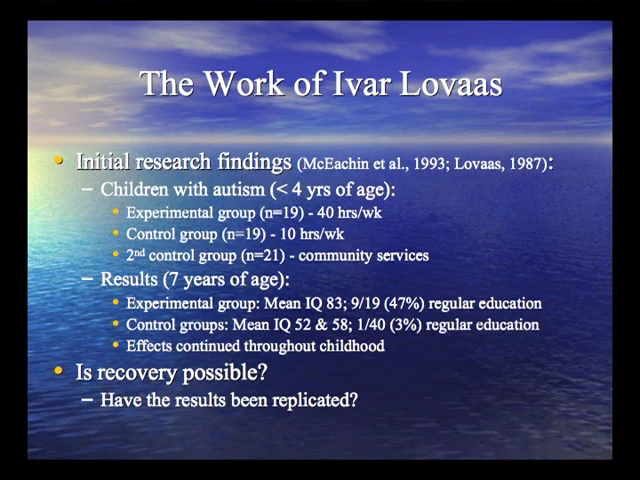 The Work of Ivar Lovaas
• Initial research findings (McEachin et al., 1993; Lovaas, 1987):
– Children with autism (< 4 yrs of age):
• Experimental group (n=19) - 40 hrs/wk
• Control group (n=19) - 10 hrs/wk
• 2nd control group (n=21) - community services
– Results (7 years of age):
• Experimental group: Mean IQ 83; 9/19 (47%) regular education
• Control groups: Mean IQ 52 & 58; 1/40 (3%) regular education
• Effects continued throughout childhood
• Is recovery possible?
– Have the results been replicated?